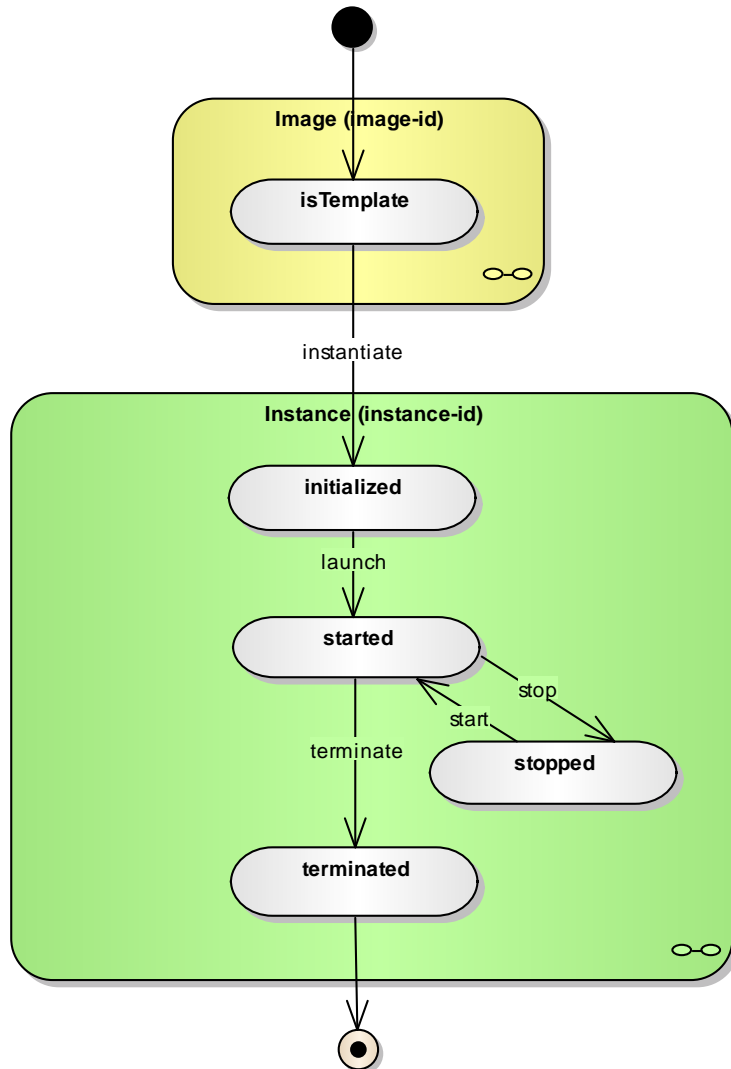 Image (image-id)
isTemplate
instantiate
Instance (instance-id)
initialized
launch
started
stop
start
terminate
stopped
terminated